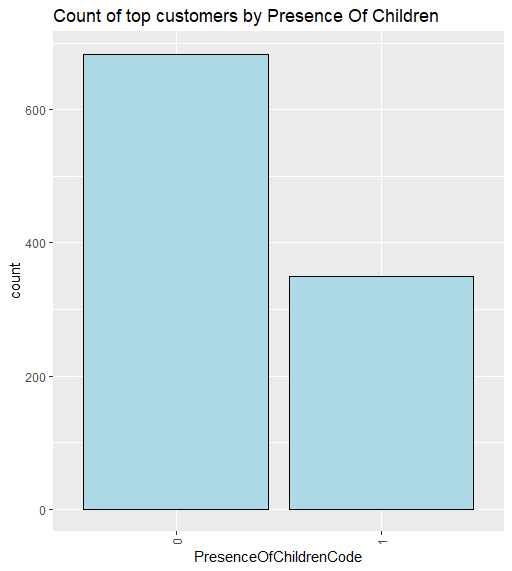 Count of top customers by Presence Of Children
600
400
200
0
count
0
1
PresenceOfChildrenCode